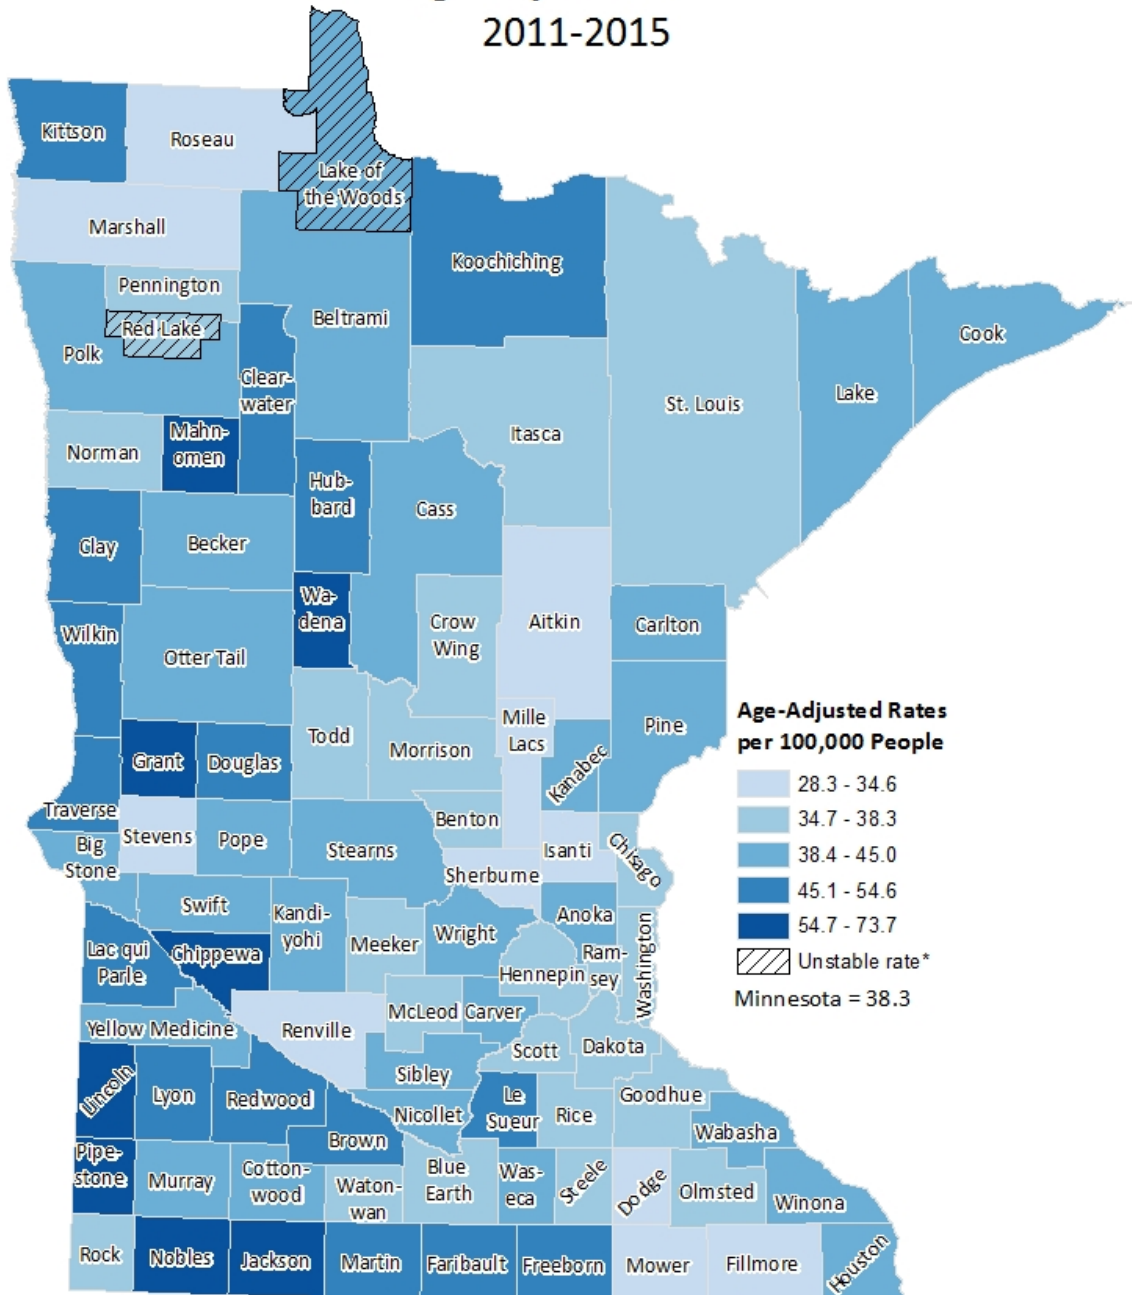 2011-2015
Kittson
Roseau
Lake of
the Woods
Marshall
Koochiching
Pennington
Red Lake
Beltrami
Polk
Cook
Clear-
water
Lake
St. Louis
Itasca
Mahn-
omen
Norman
Hub-
bard
Cass
Clay
Becker
Wa-
dena
Crow
Wing
Aitkin
Carlton
Wilkin
Otter Tail
Mille
Lacs
Pine
Todd
Morrison
Grant
Douglas
Kanabec
Traverse
Stevens
Pope
Benton
Big
Stone
Stearns
Isanti
Chisago
Sherburne
Swift
Kandi-
yohi
Anoka
Wright
Meeker
Lac qui
Parle
Chippewa
Hennepin
Ram-
sey
Washington
McLeod
Carver
Renville
Yellow Medicine
Scott
Dakota
Sibley
Lincoln
Lyon
Redwood
Nicollet
Le
Sueur
Rice
Goodhue
Wabasha
Brown
Pipe-
stone
Murray
Cotton-
wood
Waton-
wan
Blue
Earth
Was-
eca
Steele
Dodge
Olmsted
Winona
Rock
Nobles
Jackson
Martin
Faribault
Freeborn
Mower
Fillmore
Houston
Age-Adjusted Rates
per 100,000 People
28.3 - 34.6
34.7 - 38.3
38.4 - 45.0
45.1 - 54.6
54.7 - 73.7
Unstable rate*
Minnesota = 38.3